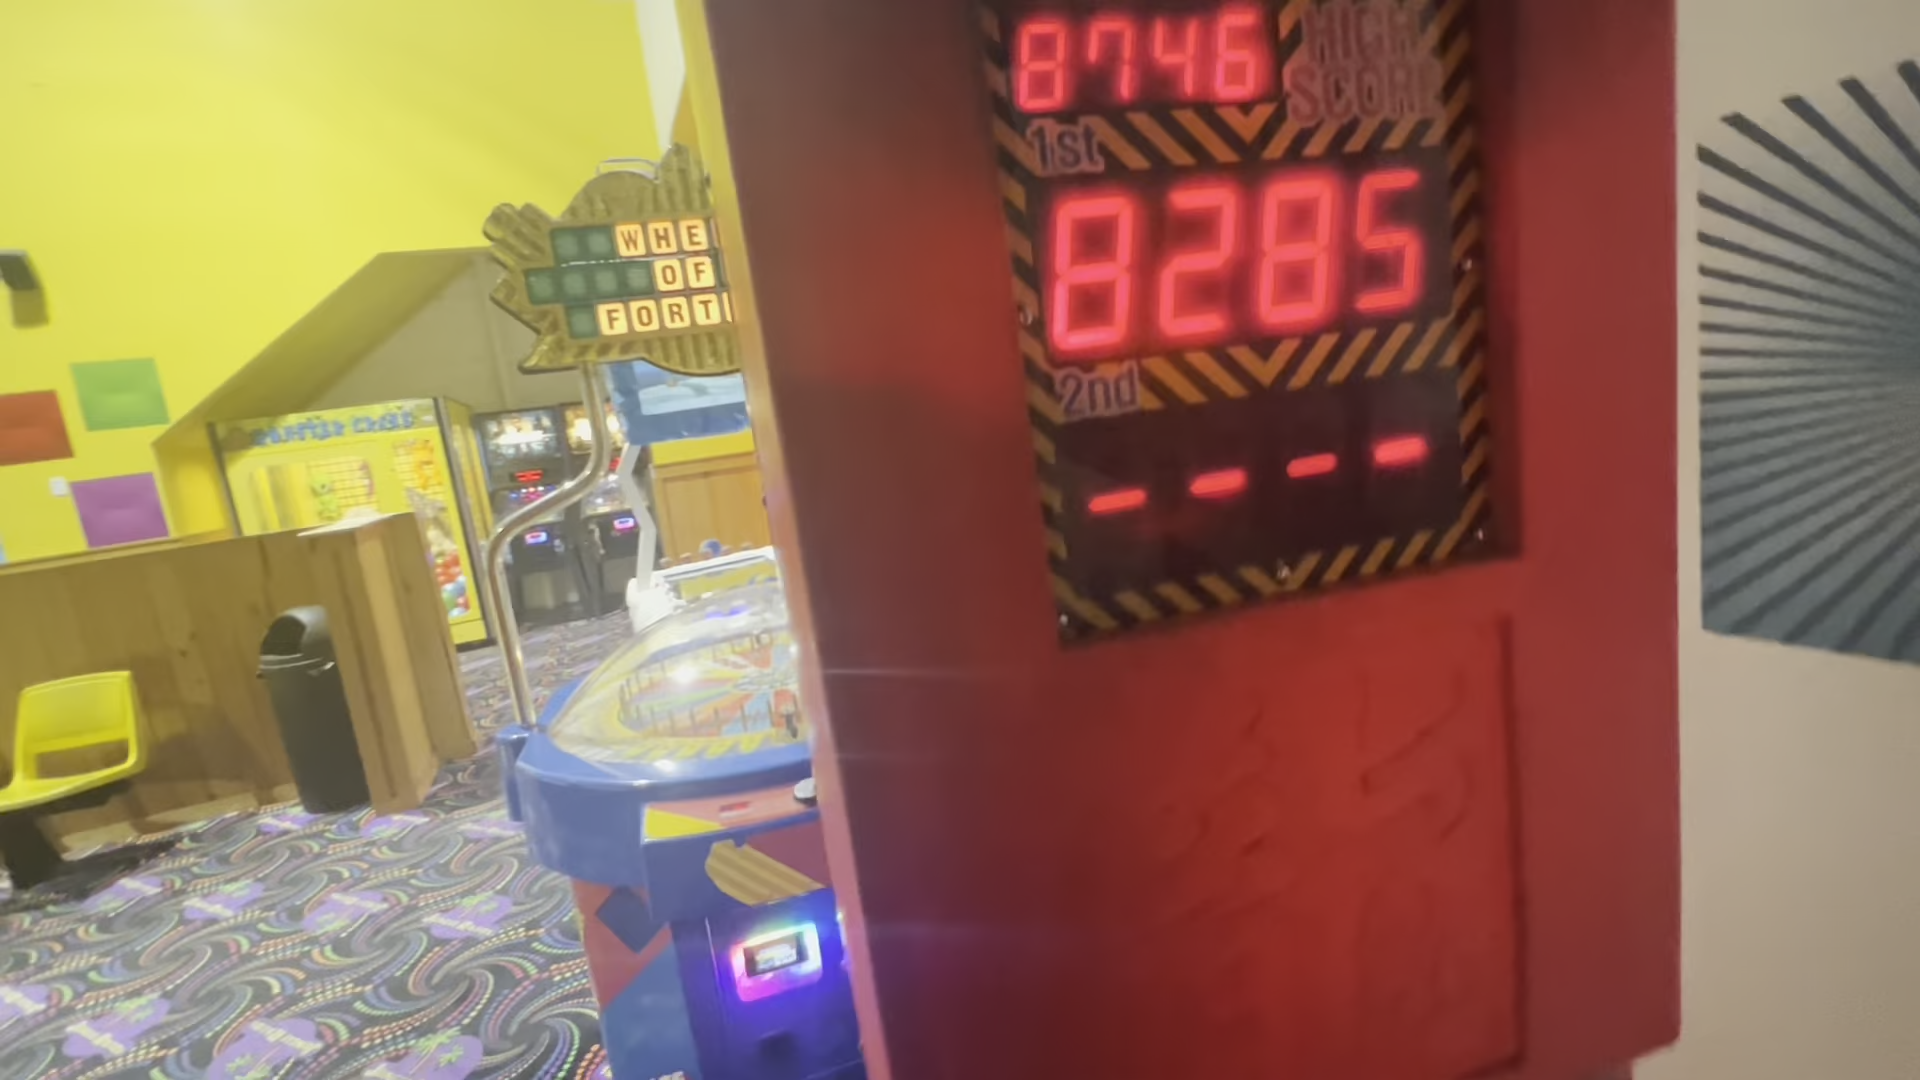 8746
HIGH
SCORE
1st
8285
2nd
- - - -
WHE
OF
FORT